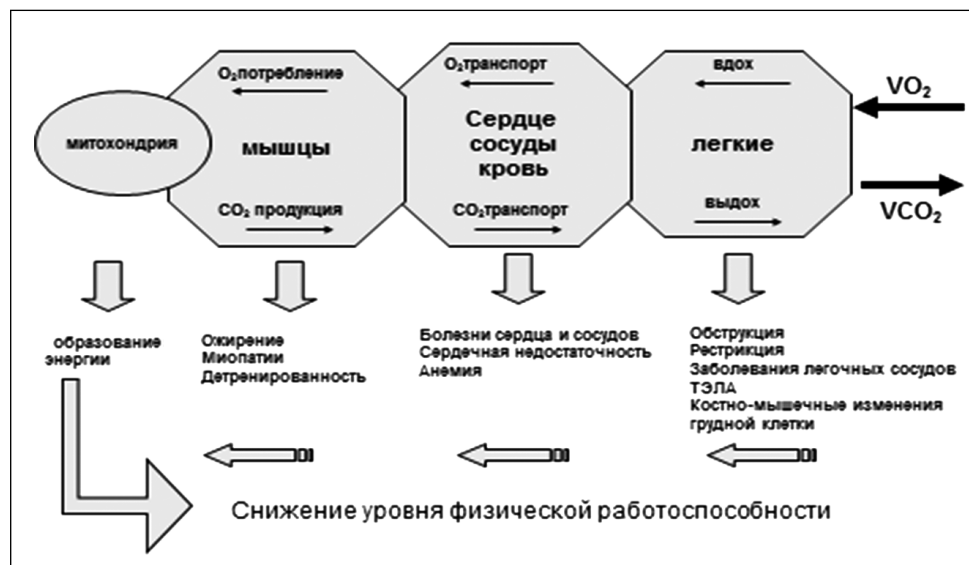 O₂потребление
O₂транспорт
вдох
VO₂
митохондрия
мышцы
Сердце
сосуды
кровь
легкие
CO₂ продукция
CO₂транспорт
выдох
VCO₂
образование
энергии
Ожирение
Миопатии
Детренированность
Болезни сердца и сосудов
Сердечная недостаточность
Анемия
Обструкция
Рестрикция
Заболевания легочных сосудов
ТЭЛА
Костно-мышечные изменения
грудной клетки
Снижение уровня физической работоспособности